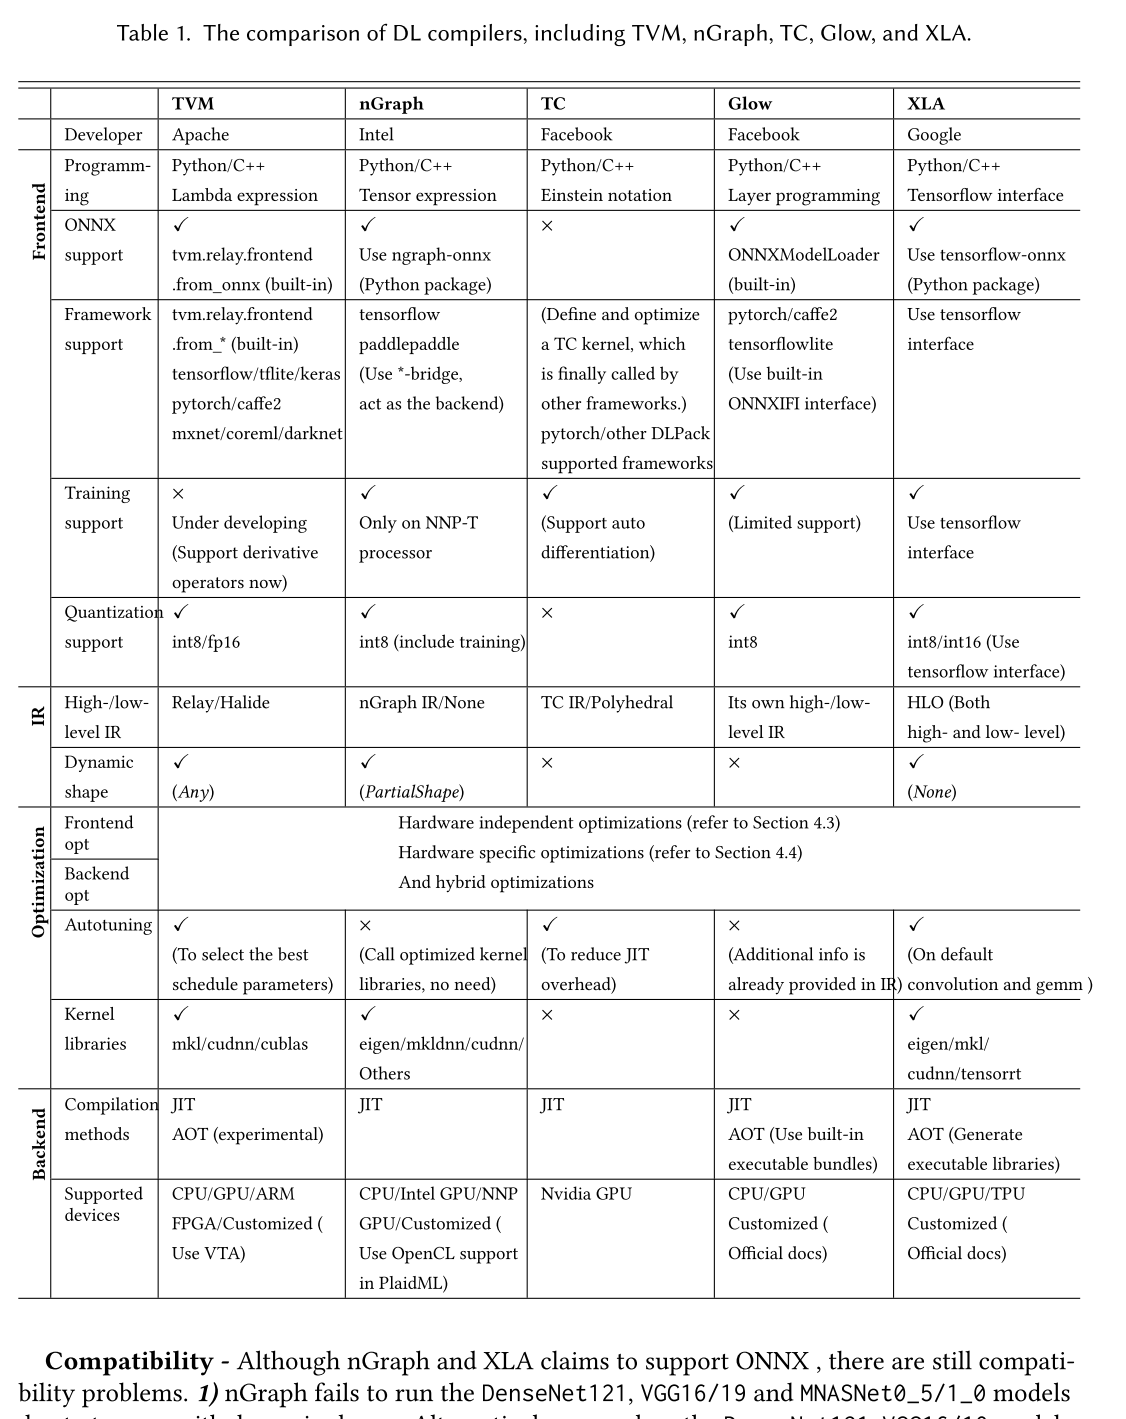 Table 1. The comparison of DL compilers, including TVM, nGraph, TC, Glow, and XLA.
TVM nGraph TC Glow XLA
Developer Apache Intel Facebook Facebook Google
Frontend
Programm- Python/C++ Python/C++ Python/C++ Python/C++ Python/C++
ing Lambda expression Tensor expression Einstein notation Layer programming Tensorflow interface
ONNX ✓ ✓ × ✓ ✓
support tvm.relay.frontend Use ngraph-onnx ONNXModelLoader Use tensorflow-onnx
.from_onnx (built-in) (Python package) (built-in) (Python package)
Framework tvm.relay.frontend tensorflow (Define and optimize pytorch/caffe2 Use tensorflow
support .from_* (built-in) paddlepaddle a TC kernel, which tensorflowlite interface
tensorflow/tflite/keras (Use *-bridge, is finally called by (Use built-in
pytorch/caffe2 act as the backend) other frameworks.) ONNXIFI interface)
mxnet/coreml/darknet pytorch/other DLPack
supported frameworks
Training × ✓ ✓ ✓ ✓
support Under developing Only on NNP-T (Support auto (Limited support) Use tensorflow
(Support derivative processor differentiation) interface
operators now)
Quantization ✓ ✓ × ✓ ✓
support int8/fp16 int8 (include training) int8 int8/int16 (Use
tensorflow interface)
IR
High-/low- Relay/Halide nGraph IR/None TC IR/Polyhedral Its own high-/low- HLO (Both
level IR level IR high- and low- level)
Dynamic ✓ ✓ × × ✓
shape (Any) (PartialShape) (None)
Optimization
Frontend Hardware independent optimizations (refer to Section 4.3)
opt Hardware specific optimizations (refer to Section 4.4)
Backend And hybrid optimizations
opt
Autotuning ✓ × ✓ × ✓
(To select the best (Call optimized kernel (To reduce JIT (Additional info is (On default
schedule parameters) libraries, no need) overhead) already provided in IR) convolution and gemm )
Kernel ✓ ✓ × × ✓
libraries mkl/cudnn/cublas eigen/mkldnn/cudnn/ eigen/mkl/
Others cudnn/tensorrt
Backend
Compilation JIT JIT JIT JIT JIT
methods AOT (experimental) AOT (Use built-in AOT (Generate
executable bundles) executable libraries)
Supported CPU/GPU/ARM CPU/Intel GPU/NNP Nvidia GPU CPU/GPU CPU/GPU/TPU
devices FPGA/Customized ( GPU/Customized ( Customized ( Customized (
Use VTA) Use OpenCL support Official docs) Official docs)
in PlaidML)
Compatibility - Although nGraph and XLA claims to support ONNX , there are still compati-
bility problems. 1) nGraph fails to run the DenseNet121, VGG16/19 and MNASNet0_5/1_0 models